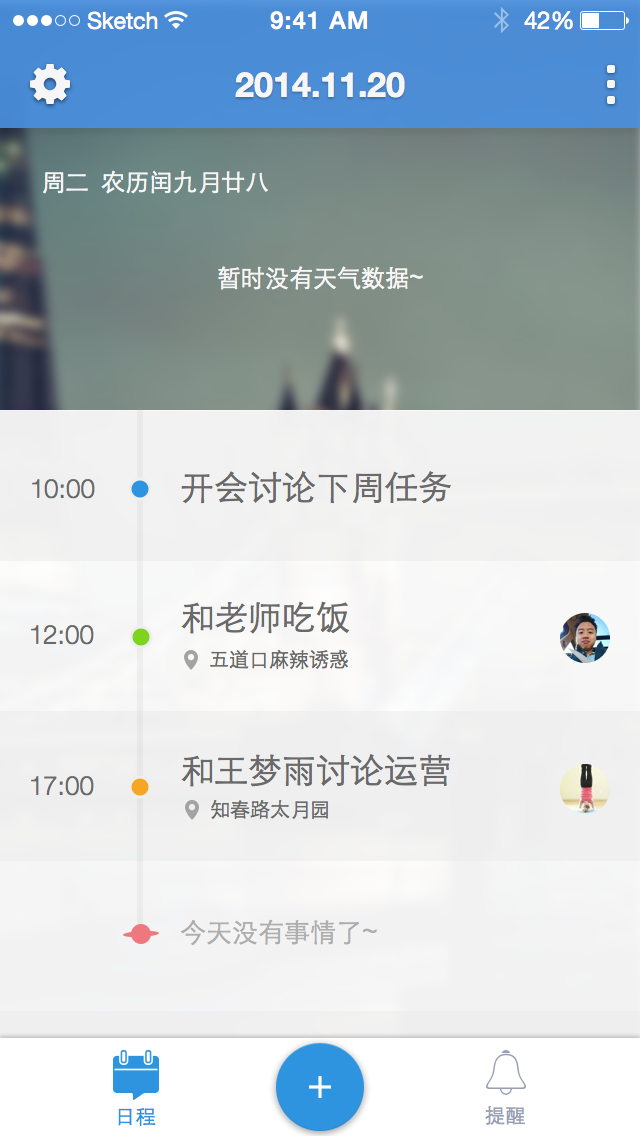 Sketch 9:41 AM 42%
2014.11.20
周二 农历闰九月廿八
暂时没有天气数据~
10:00 开会讨论下周任务
12:00 和老师吃饭
五道口麻辣诱惑
17:00 和王梦雨讨论运营
知春路太月园
今天没有事情了~
日程 提醒